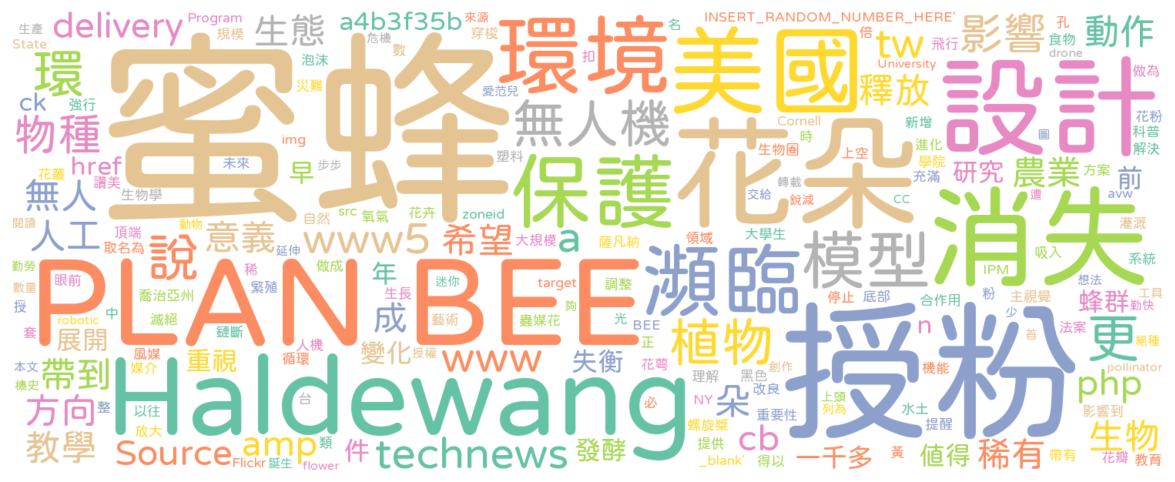 蜜蜂
PLAN BEE
Haldewang
授粉
設計
消失
花朵
美國
環境
保護
瀕臨
模型
植物
無人機
影響
釋放
tw
動作
農業
研究
前
更
php
生物
稀有
值得
一千多
n
cb
朵
件
發酵
technews
amp
Source
教學
方向
帶到
展開
重視
變化
www
失衡
成
年
說
意義
www5
希望
a
人工
無人
早
物種
href
環
ck
delivery
生態
a4b3f35b
INSERT_RANDOM_NUMBER_HERE'
生產
State
Program
規模
泡沫
危機
數
來源
穿梭
扣
名
倍
飛行
孔
食物
drone
University
做為
強行
災難
愛范兒
Cornell
時
新增
圖
花粉
科普
解決
img
未來
步步
塑料
生物圈
上空
進化
學院
充滿
方案
花叢
讚美
生物學
轉載
銳減
交給
CC
遭
avw
灌溉
閱讀
頂端
取名為
動物
延伸
自然
src
氧氣
花卉
zoneid
大規模
薩凡納
領域
大學生
吸入
系統
IPM
勤勞
數量
授
眼前
喬治亞州
稀
繁殖
做成
生長
迷你
target
夠
調整
停止
底部
合作用
粉
主視覺
少
想法
工具
蜂群
勤快
法案
套
robotic
中
滅絕
鏈斷
人機
循環
授權
藝術
蟲媒花
光
BEE
正
首
機能
絕種
pollinator
本文
機史
整
以往
放大
風媒
媒介
台
必
花萼
理解
NY
黑色
改良
重要性
創作
上頭
列為
水土
提醒
影響到
Flickr
類
誕生
flower
螺旋槳
提供
_blank'
得以
黃
帶有
花瓣
教育